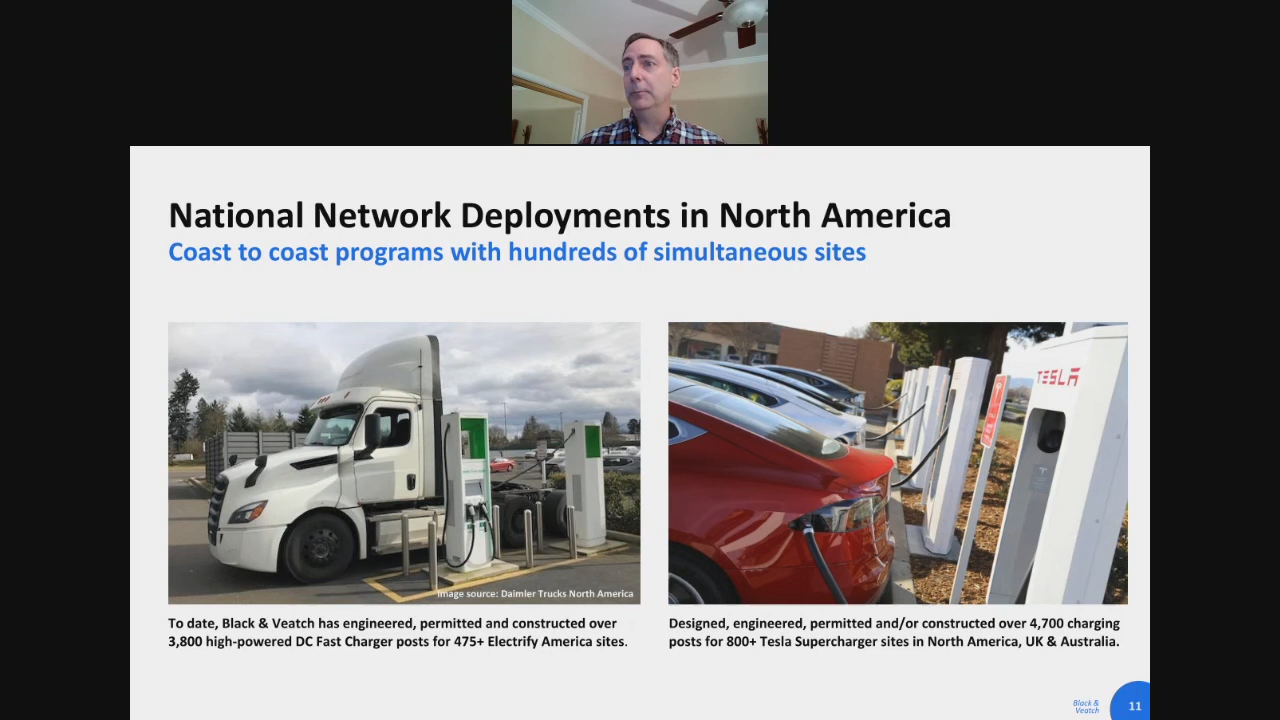 National Network Deployments in North America
Coast to coast programs with hundreds of simultaneous sites
TESLA
Image source: Daimler Trucks North America
To date, Black & Veatch has engineered, permitted and constructed over
3,800 high-powered DC Fast Charger posts for 475+ Electrify America sites.
Designed, engineered, permitted and/or constructed over 4,700 charging
posts for 800+ Tesla Supercharger sites in North America, UK & Australia.
Black &
Veatch
11